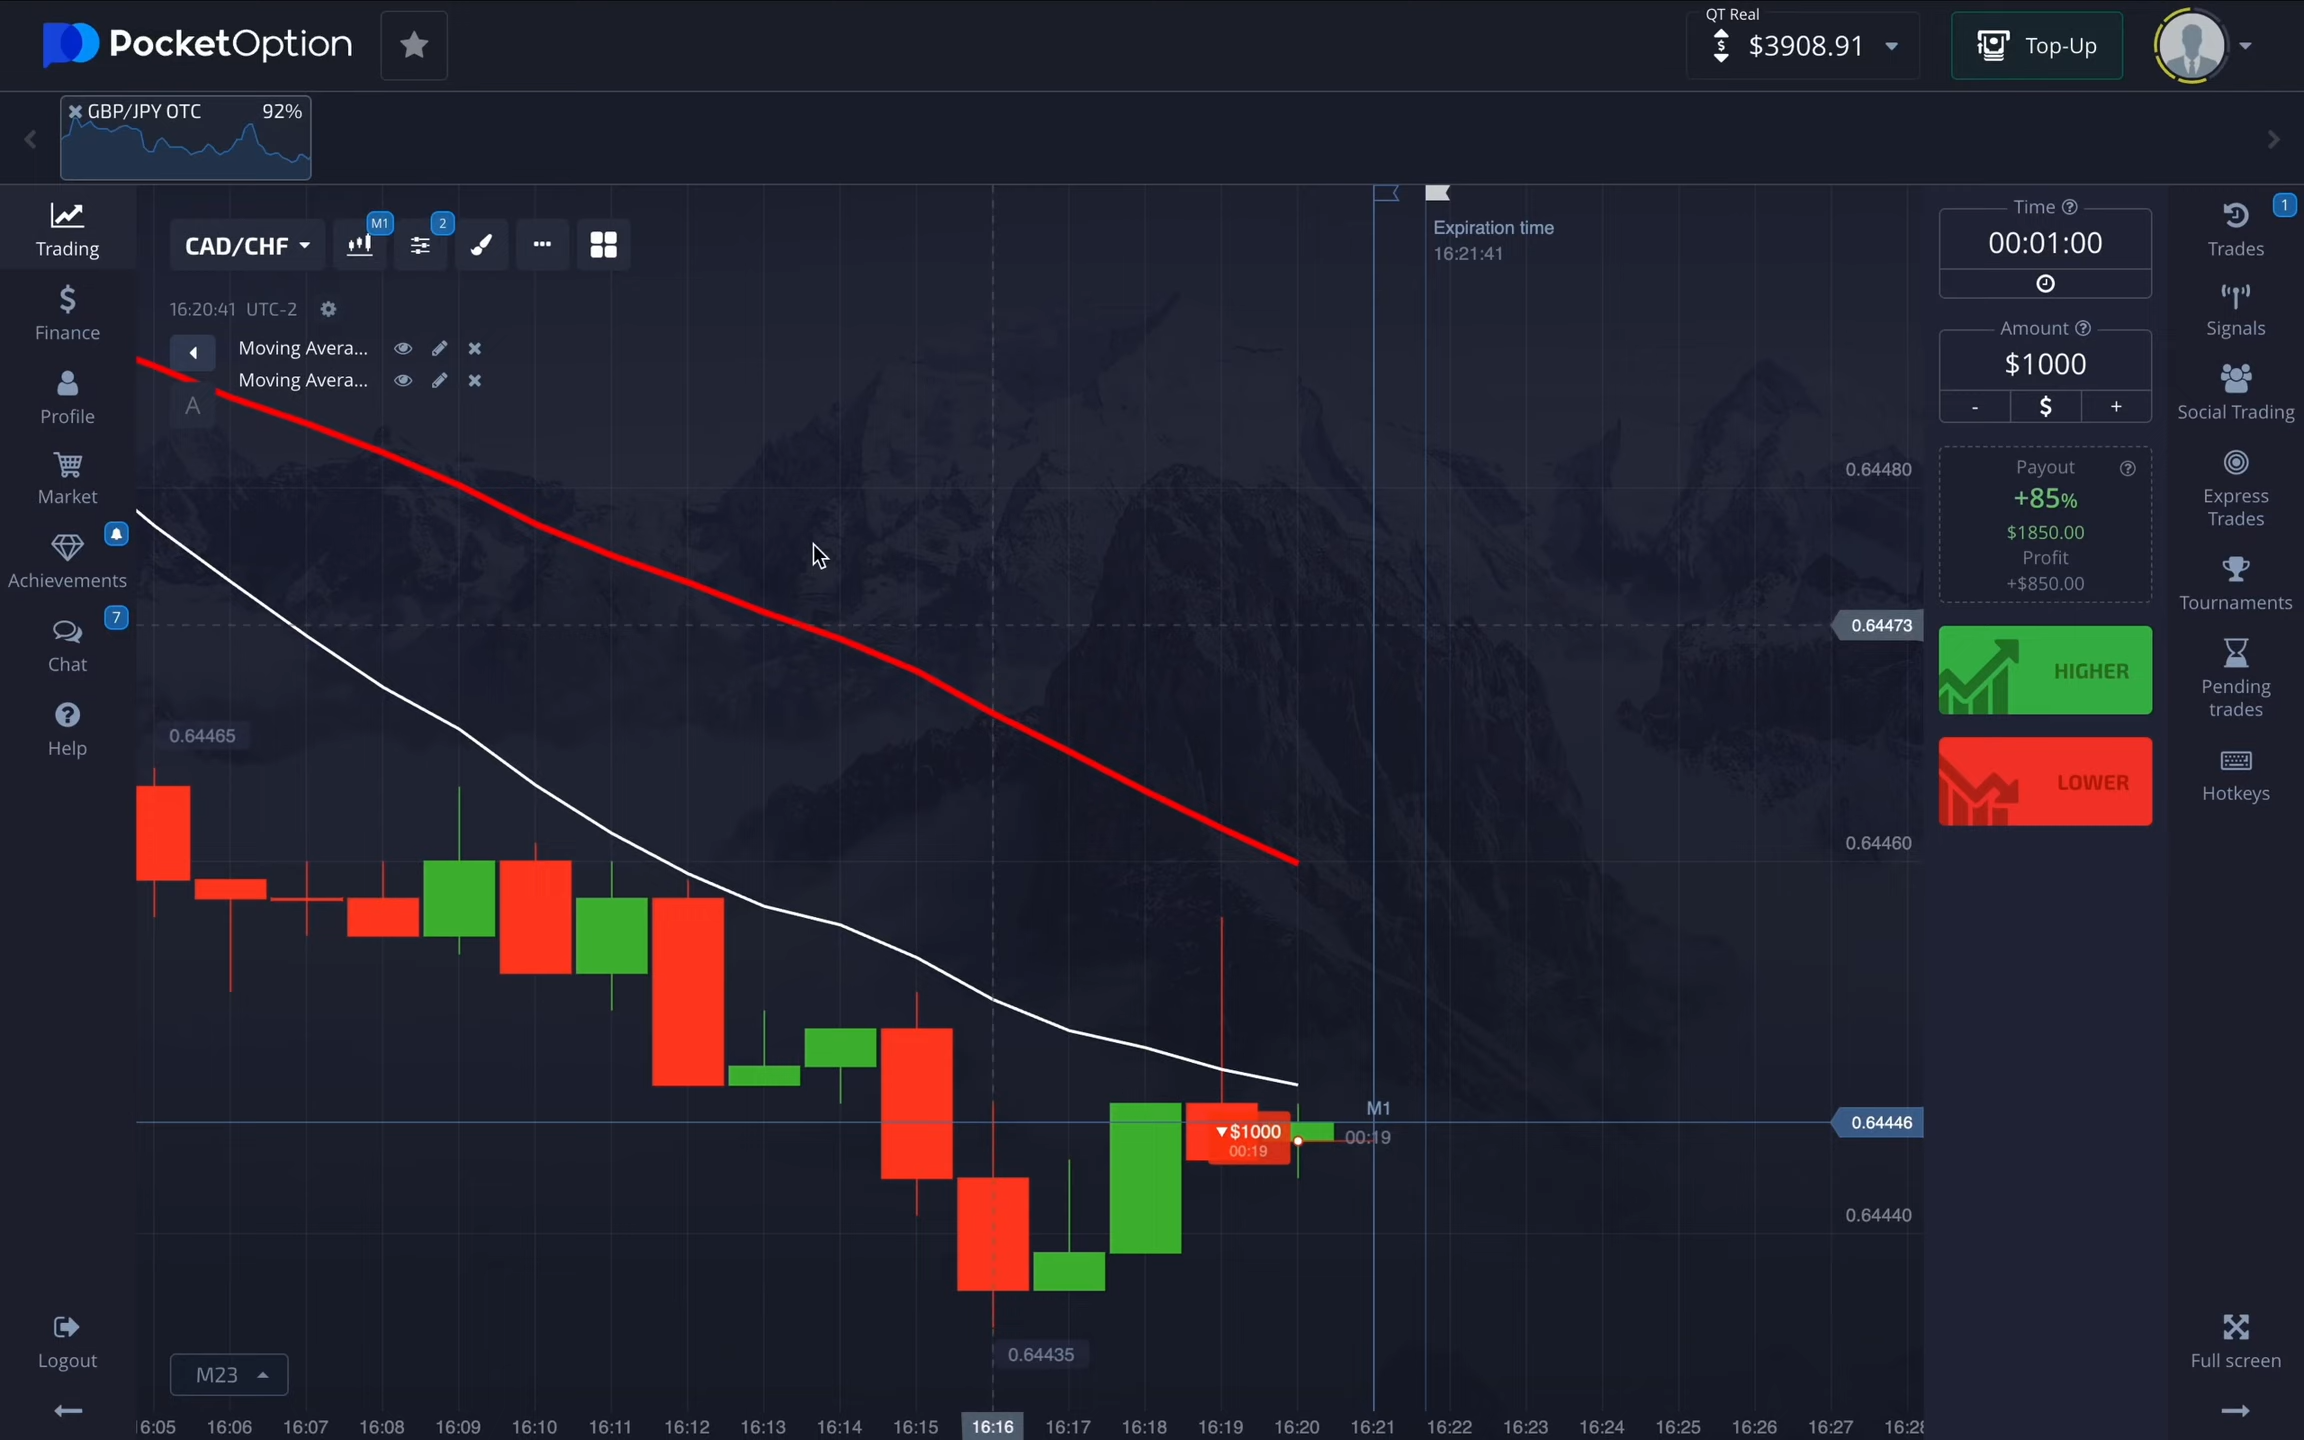 PocketOption
QT Real
$3908.91
Top-Up
GBP/JPY OTC 92%
Trading
Finance
Profile
Market
Achievements
7
Chat
Help
Logout
CAD/CHF
M1
2
16:20:41 UTC-2
Moving Avera...
Moving Avera...
A
Expiration time
16:21:41
0.64480
0.64473
0.64465
0.64460
M1
0.64446
$1000
00:19
00:19
0.64440
0.64435
M23
16:05 16:06 16:07 16:08 16:09 16:10 16:11 16:12 16:13 16:14 16:15 16:16 16:17 16:18 16:19 16:20 16:21 16:22 16:23 16:24 16:25 16:26 16:27 16:28
Time
00:01:00
Amount
$1000
- $ +
Payout
+85%
$1850.00
Profit
+$850.00
HIGHER
LOWER
1
Trades
Signals
Social Trading
Express
Trades
Tournaments
Pending
trades
Hotkeys
Full screen